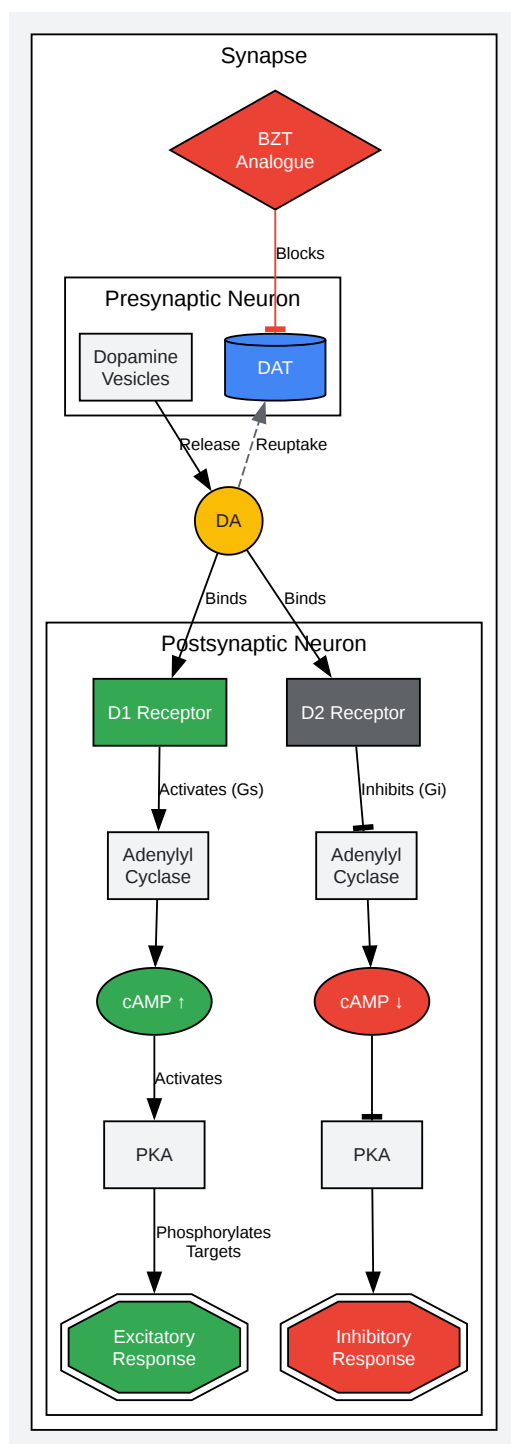 Synapse
BZT
Analogue
Blocks
Presynaptic Neuron
Dopamine
Vesicles
DAT
Release
Reuptake
DA
Binds
Binds
Postsynaptic Neuron
D1 Receptor
D2 Receptor
Activates (Gs)
Inhibits (Gi)
Adenylyl
Cyclase
Adenylyl
Cyclase
cAMP ↑
cAMP ↓
Activates
PKA
PKA
Phosphorylates
Targets
Excitatory
Response
Inhibitory
Response